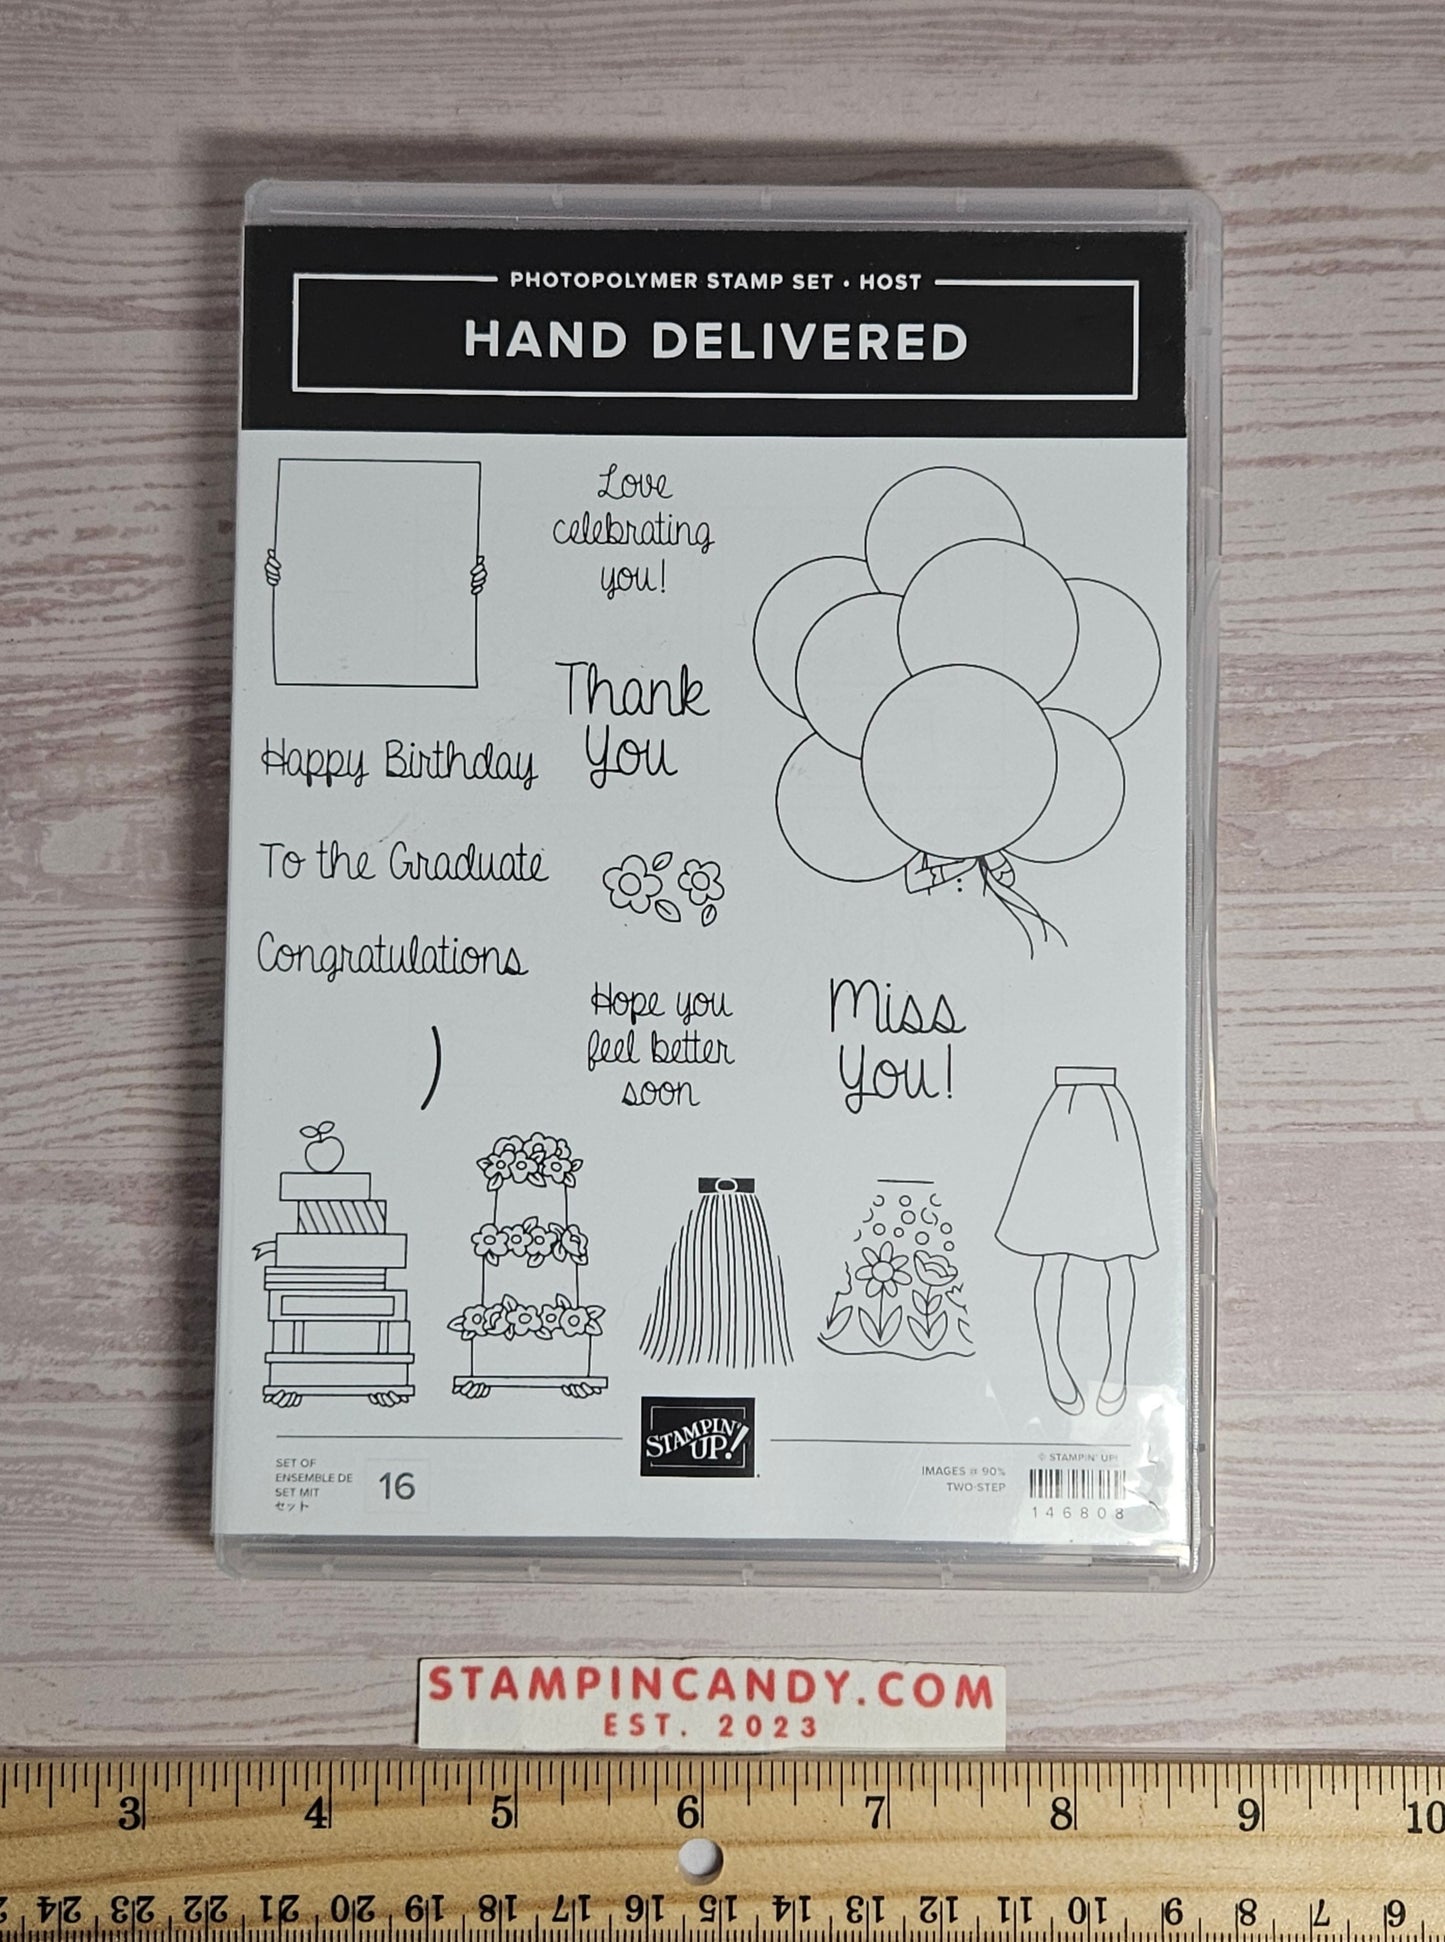 PHOTOPOLYMER STAMP SET • HOST
HAND DELIVERED
Love
celebrating
you!
Thank
You
Happy Birthday
To the Graduate
Congratulations
Hope you
feel better
soon
Miss
You!
STAMPIN'
UP!
SET OF
ENSEMBLE DE
SET MIT
セット
16
IMAGES @ 90%
TWO-STEP
© STAMPIN' UP!
146808
STAMPINCANDY.COM
EST. 2023
3 4 5 6 7 8 9 10
24 23 22 21 20 19 18 17 16 15 14 13 12 11 10 9 8 7 6